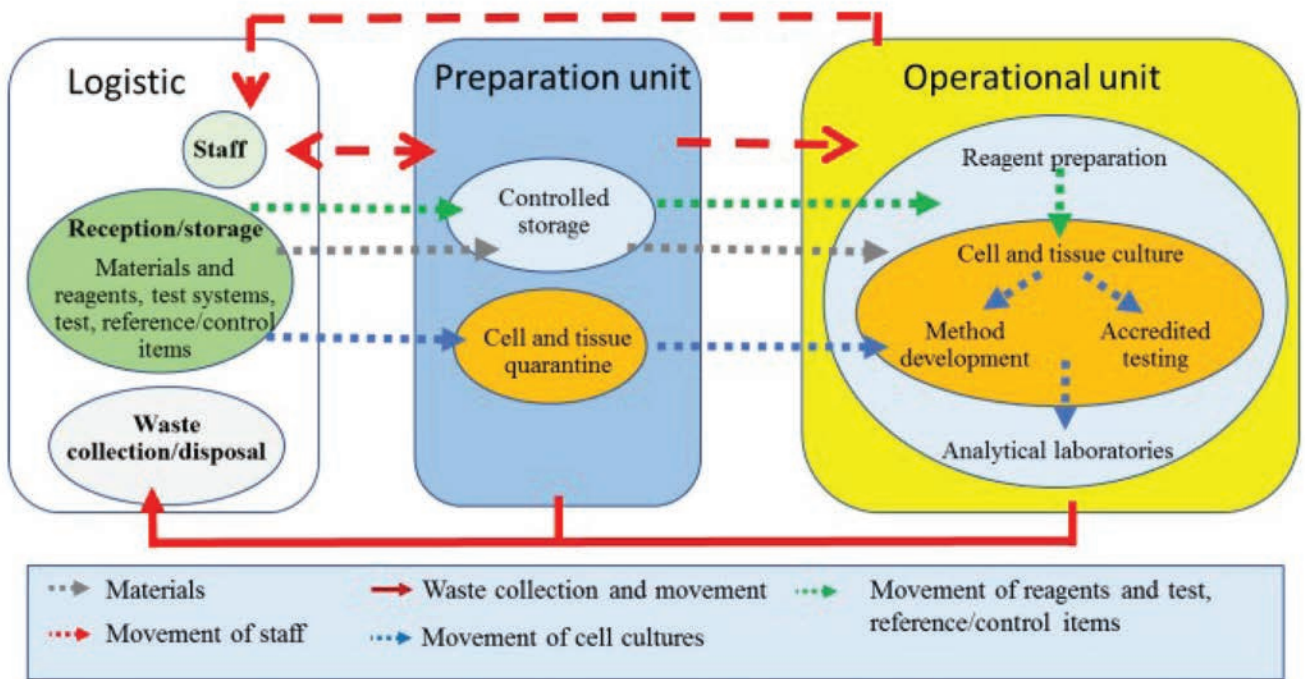 Logistic
Staff
Reception/storage
Materials and
reagents, test systems,
test, reference/control
items
Waste
collection/disposal
Preparation unit
Controlled
storage
Cell and tissue
quarantine
Operational unit
Reagent preparation
Cell and tissue culture
Method
development
Accredited
testing
Analytical laboratories
Materials
Waste collection and movement
Movement of reagents and test,
reference/control items
Movement of staff
Movement of cell cultures